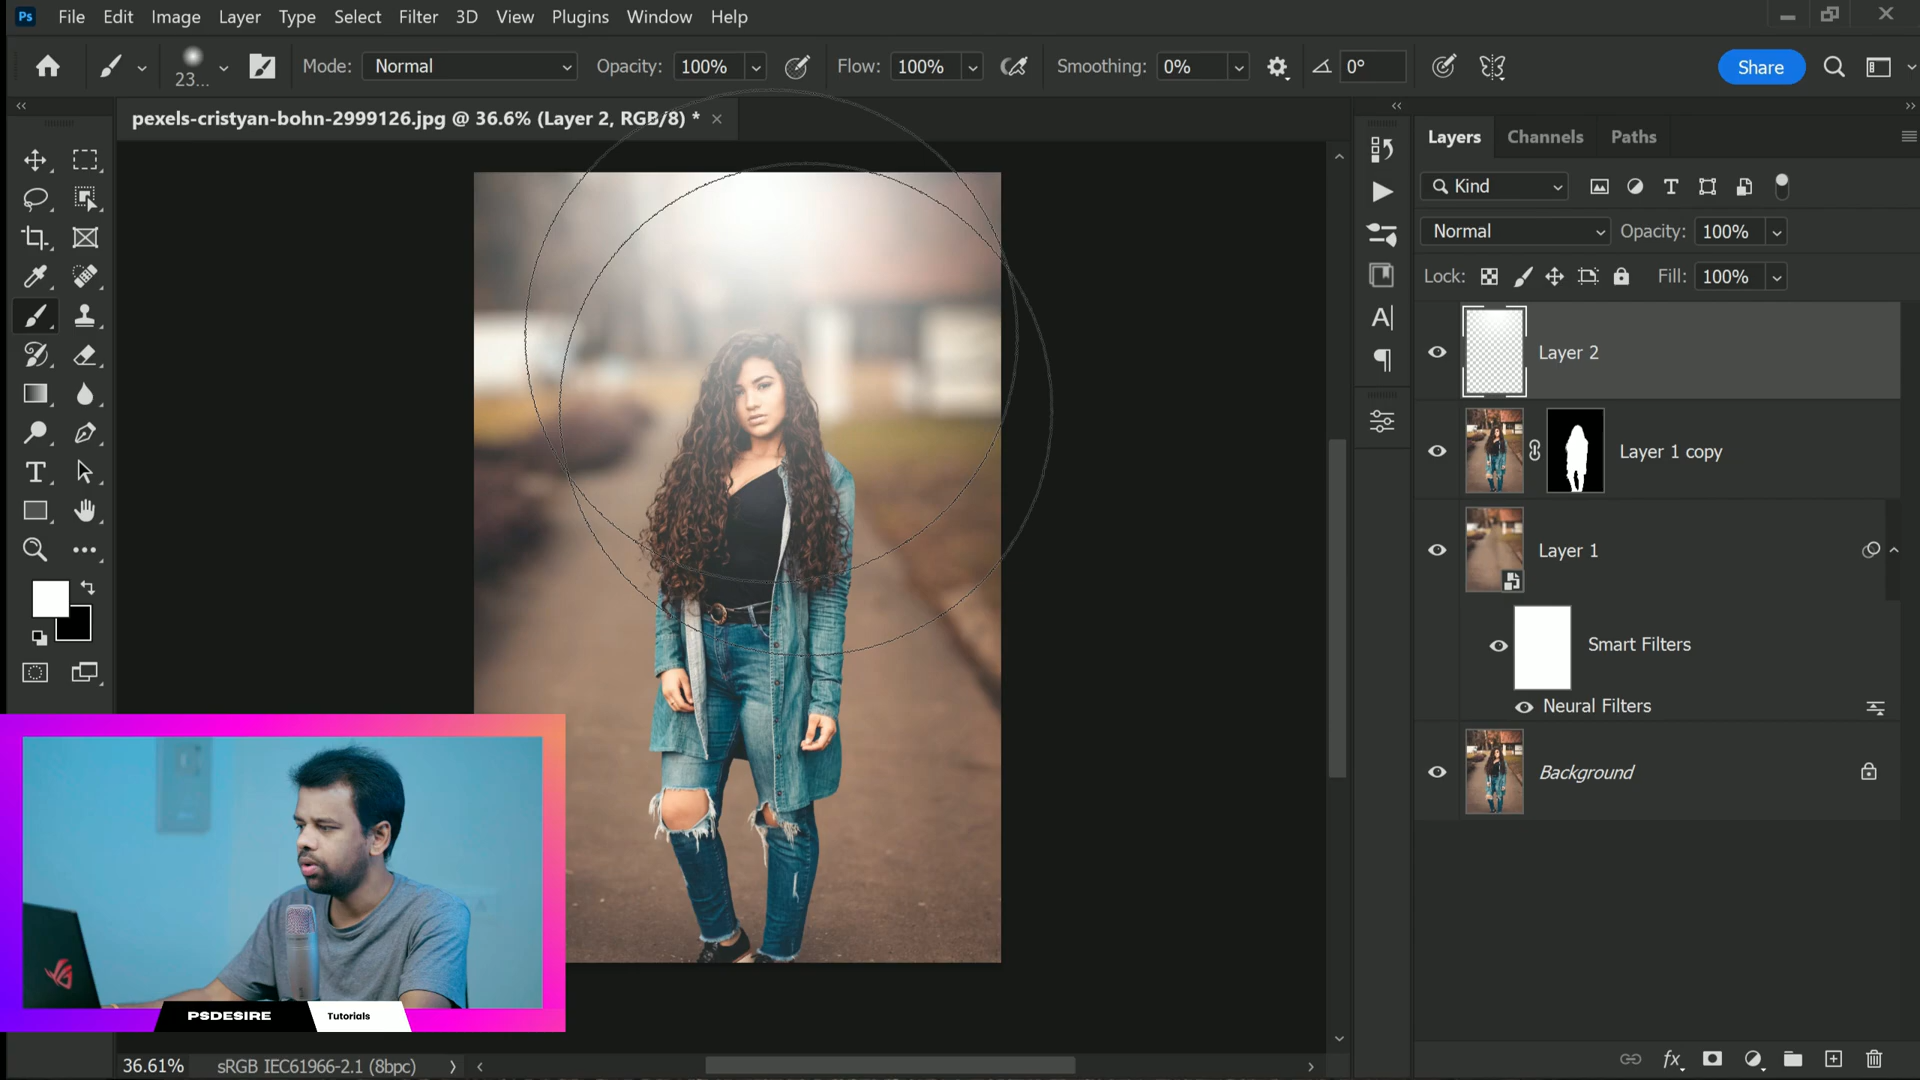 Ps File Edit Image Layer Type Select Filter 3D View Plugins Window Help
23... Mode: Normal Opacity: 100% Flow: 100% Smoothing: 0% 0° Share
pexels-cristyan-bohn-2999126.jpg @ 36.6% (Layer 2, RGB/8) * ×
Layers Channels Paths
Kind
Normal Opacity: 100%
Lock: Fill: 100%
Layer 2
Layer 1 copy
Layer 1
Smart Filters
Neural Filters
Background
PSDESIRE Tutorials
36.61% sRGB IEC61966-2.1 (8bpc)